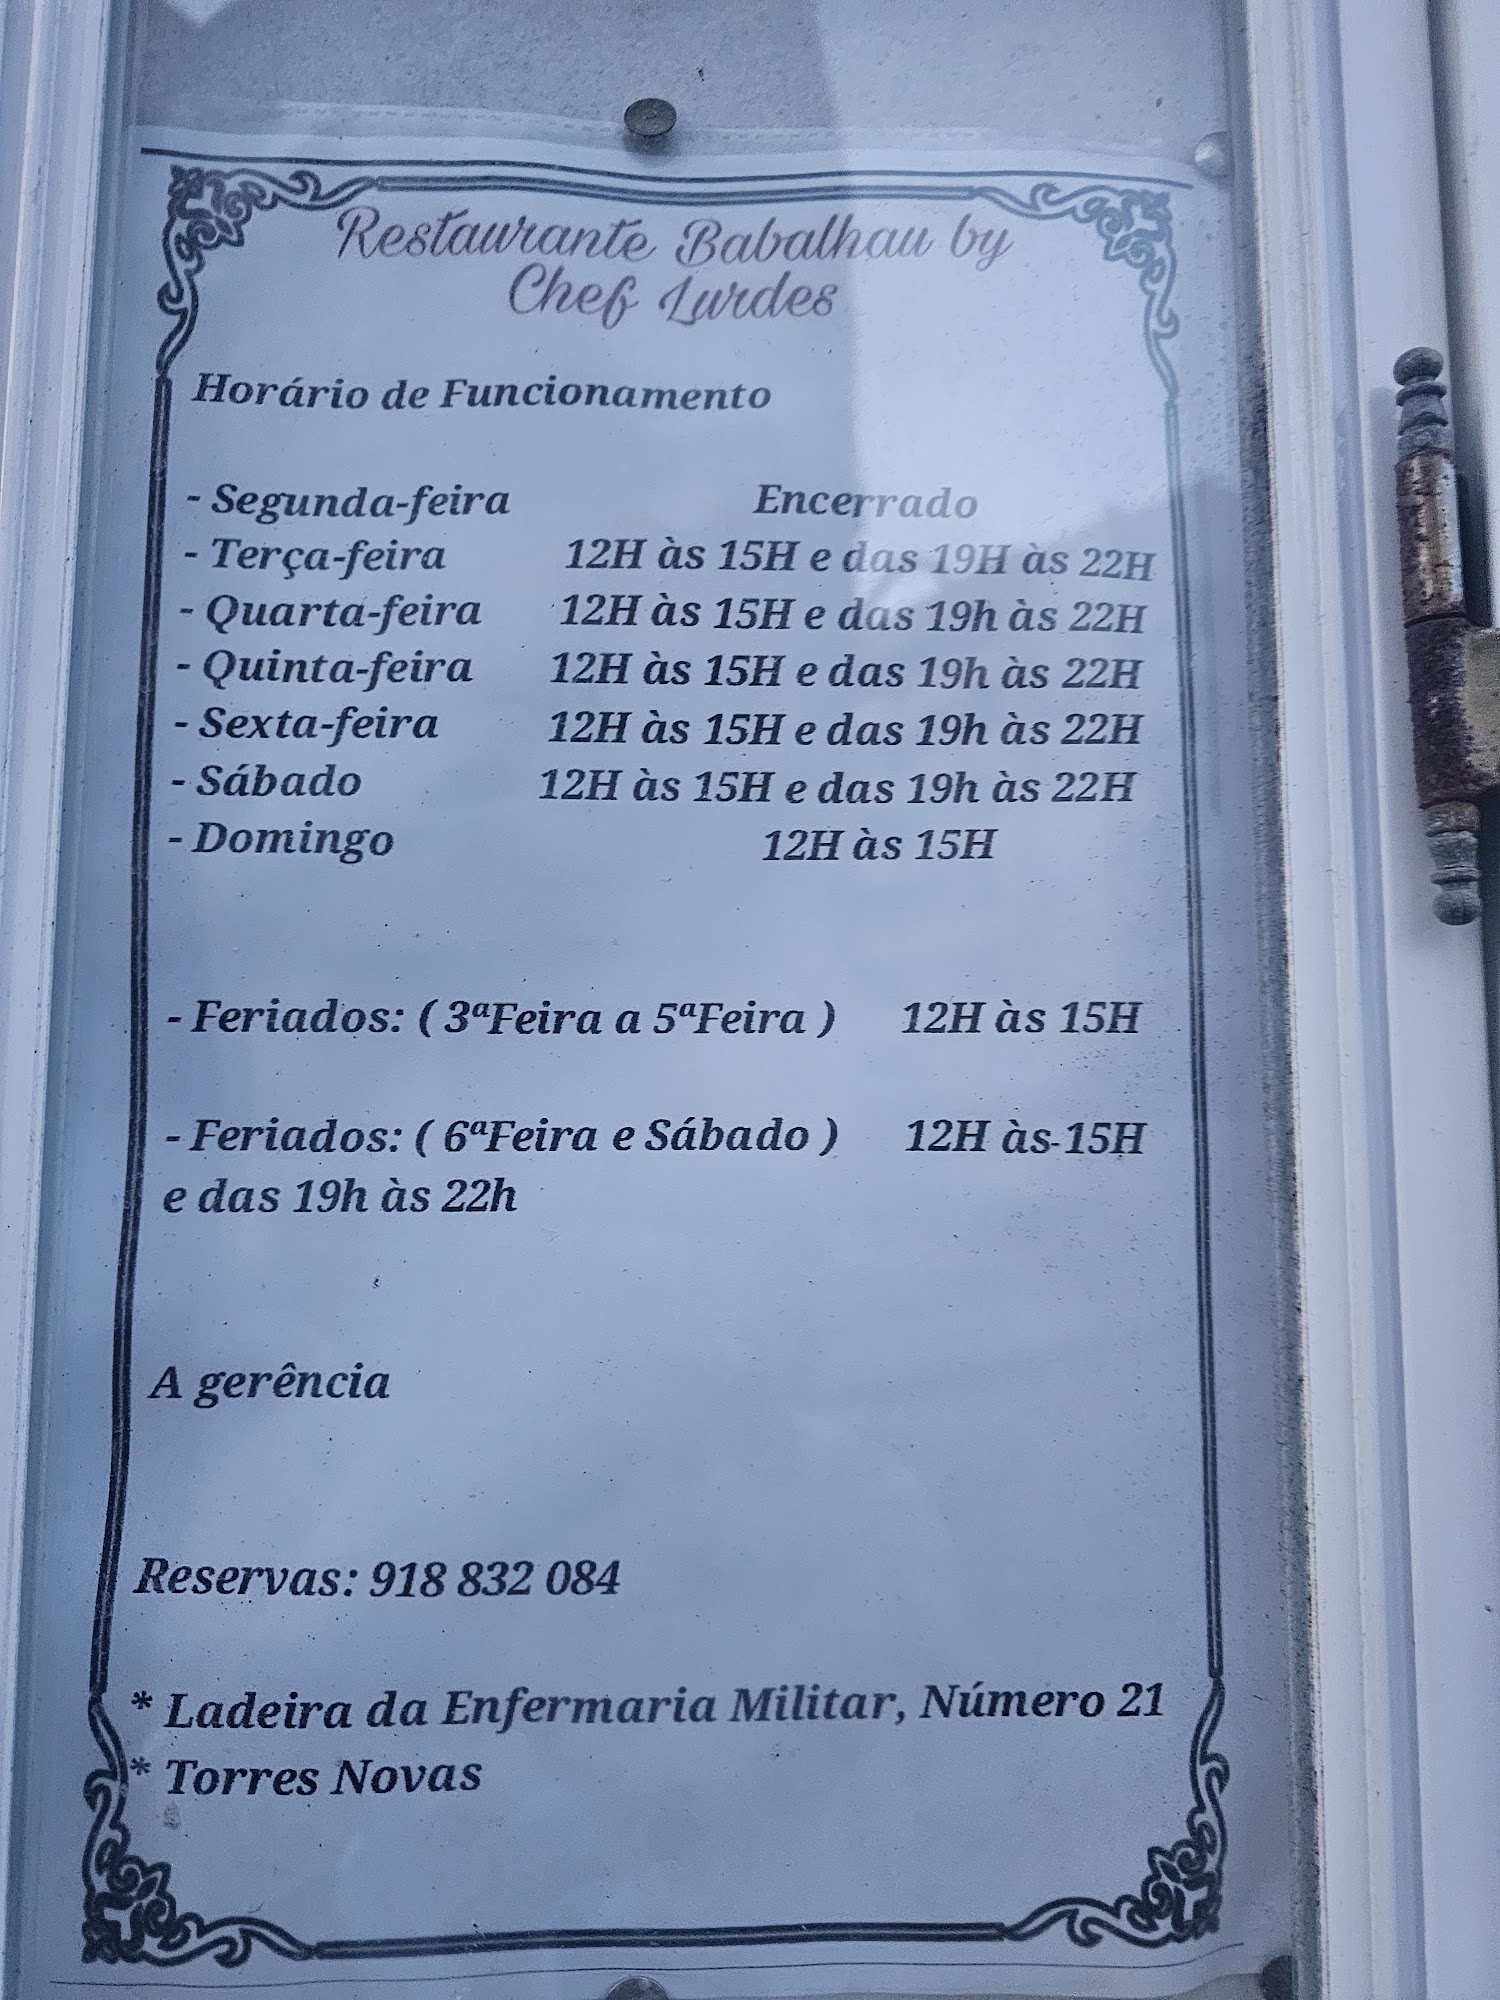 Restaurante Babalhau by
Chef Lurdes
Horário de Funcionamento
- Segunda-feira Encerrado
- Terça-feira 12H às 15H e das 19H às 22H
- Quarta-feira 12H às 15H e das 19h às 22H
- Quinta-feira 12H às 15H e das 19h às 22H
- Sexta-feira 12H às 15H e das 19h às 22H
- Sábado 12H às 15H e das 19h às 22H
- Domingo 12H às 15H
- Feriados: ( 3ªFeira a 5ªFeira ) 12H às 15H
- Feriados: ( 6ªFeira e Sábado ) 12H às 15H
e das 19h às 22h
A gerência
Reservas: 918 832 084
* Ladeira da Enfermaria Militar, Número 21
* Torres Novas